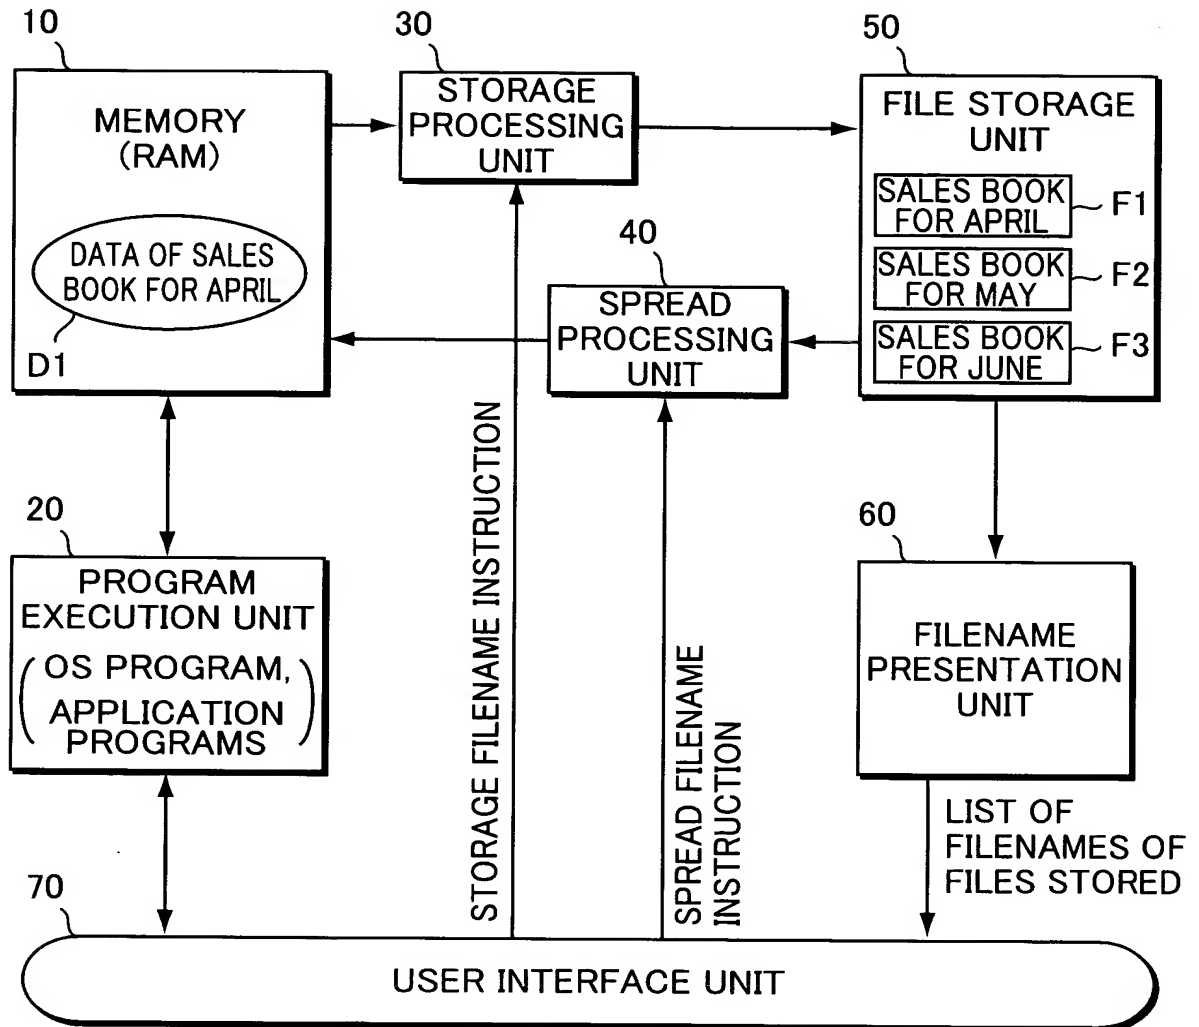 10
MEMORY
(RAM)
DATA OF SALES
BOOK FOR APRIL
D1
30
STORAGE
PROCESSING
UNIT
40
SPREAD
PROCESSING
UNIT
50
FILE STORAGE
UNIT
SALES BOOK
FOR APRIL
F1
SALES BOOK
FOR MAY
F2
SALES BOOK
FOR JUNE
F3
20
PROGRAM
EXECUTION UNIT
OS PROGRAM,
APPLICATION
PROGRAMS
STORAGE FILENAME INSTRUCTION
SPREAD FILENAME
INSTRUCTION
60
FILENAME
PRESENTATION
UNIT
LIST OF
FILENAMES OF
FILES STORED
70
USER INTERFACE UNIT